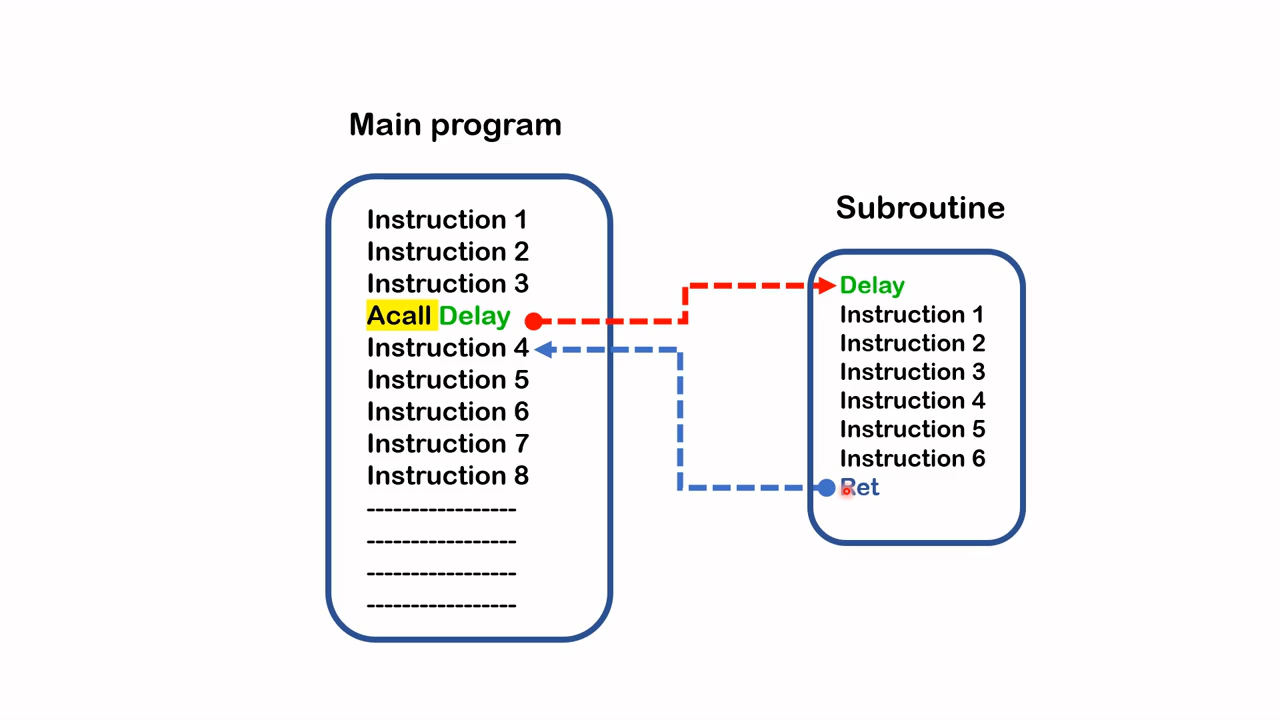 Main program
Instruction 1
Instruction 2
Instruction 3
Acall Delay
Instruction 4
Instruction 5
Instruction 6
Instruction 7
Instruction 8
-----------------
-----------------
-----------------
-----------------
Subroutine
Delay
Instruction 1
Instruction 2
Instruction 3
Instruction 4
Instruction 5
Instruction 6
Ret